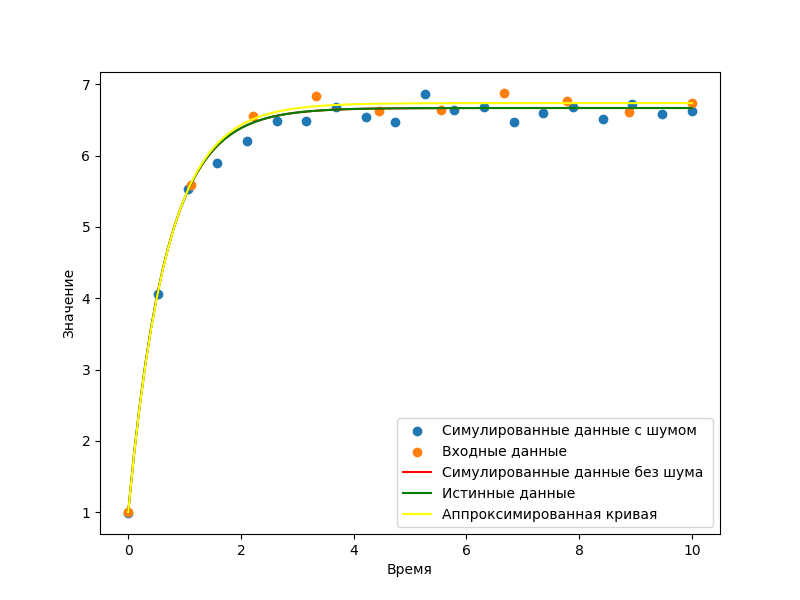 7
6
5
4
3
2
1
Значение
0
2
4
6
8
10
Время
Симулированные данные с шумом
Входные данные
Симулированные данные без шума
Истинные данные
Аппроксимированная кривая